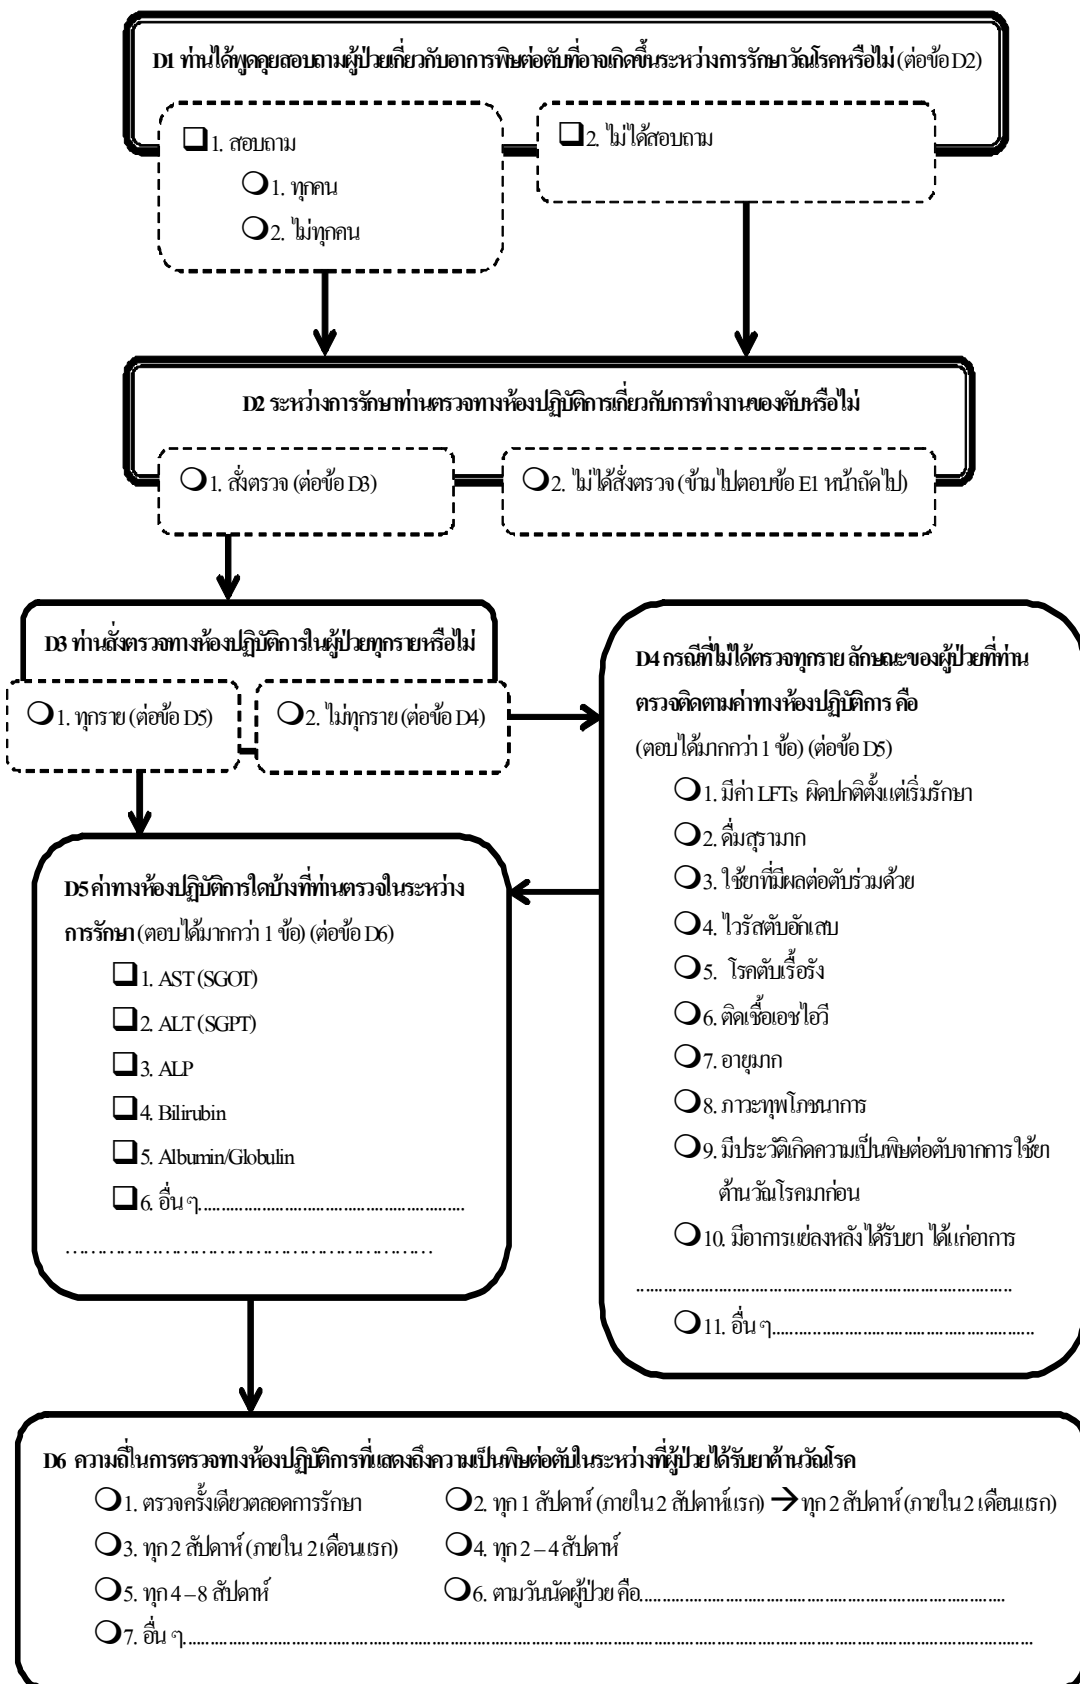 D1 ท่านได้พูดคุยสอบถามผู้ป่วยเกี่ยวกับอาการพิษต่อตับที่อาจเกิดขึ้นระหว่างการรักษาวัณโรคหรือไม่ (ต่อข้อ D2)
1. สอบถาม
1. ทุกคน
2. ไม่ทุกคน
2. ไม่ได้สอบถาม
D2 ระหว่างการรักษาท่านตรวจทางห้องปฏิบัติการเกี่ยวกับการทำงานของตับหรือไม่
1. สั่งตรวจ (ต่อข้อ D3)
2. ไม่ได้สั่งตรวจ (ข้ามไปตอบข้อ E1 หน้าถัดไป)
D3 ท่านสั่งตรวจทางห้องปฏิบัติการในผู้ป่วยทุกรายหรือไม่
1. ทุกราย (ต่อข้อ D5)
2. ไม่ทุกราย (ต่อข้อ D4)
D4 กรณีที่ไม่ได้ตรวจทุกราย ลักษณะของผู้ป่วยที่ท่าน
ตรวจติดตามค่าทางห้องปฏิบัติการ คือ
(ตอบได้มากกว่า 1 ข้อ) (ต่อข้อ D5)
1. มีค่า LFTs ผิดปกติตั้งแต่เริ่มรักษา
2. ดื่มสุรามาก
3. ใช้ยาที่มีผลต่อตับร่วมด้วย
4. ไวรัสตับอักเสบ
5. โรคตับเรื้อรัง
6. ติดเชื้อเอชไอวี
7. อายุมาก
8. ภาวะทุพโภชนาการ
9. มีประวัติเกิดความเป็นพิษต่อตับจากการใช้ยา
ต้านวัณโรคมาก่อน
10. มีอาการแย่ลงหลังได้รับยา ได้แก่อาการ
................................................................................
11. อื่น ๆ........................................................
D5 ค่าทางห้องปฏิบัติการใดบ้างที่ท่านตรวจในระหว่าง
การรักษา (ตอบได้มากกว่า 1 ข้อ) (ต่อข้อ D6)
1. AST (SGOT)
2. ALT (SGPT)
3. ALP
4. Bilirubin
5. Albumin/Globulin
6. อื่น ๆ........................................................
……………………………………………………
D6 ความถี่ในการตรวจทางห้องปฏิบัติการที่แสดงถึงความเป็นพิษต่อตับในระหว่างที่ผู้ป่วยได้รับยาต้านวัณโรค
1. ตรวจครั้งเดียวตลอดการรักษา
2. ทุก 1 สัปดาห์ (ภายใน 2 สัปดาห์แรก) → ทุก 2 สัปดาห์ (ภายใน 2 เดือนแรก)
3. ทุก 2 สัปดาห์ (ภายใน 2 เดือนแรก)
4. ทุก 2 – 4 สัปดาห์
5. ทุก 4 – 8 สัปดาห์
6. ตามวันนัดผู้ป่วย คือ..............................................................................
7. อื่น ๆ....................................................................................................................................................